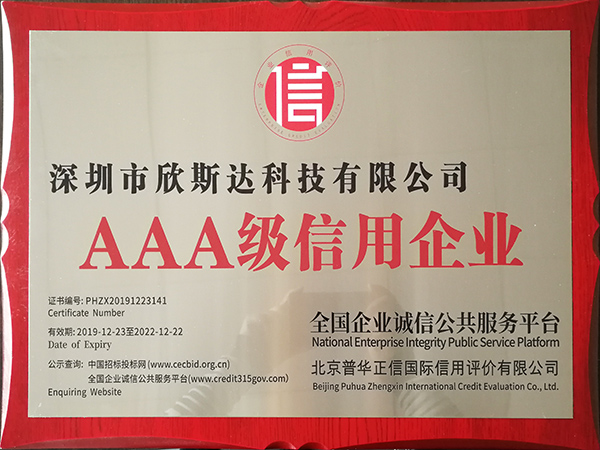 企业信用评价
信
深圳市欣斯达科技有限公司
AAA级信用企业
证书编号: PHZX20191223141
Certificate Number
有效期: 2019-12-23至2022-12-22
Date of Expiry
公示查询: 中国招标投标网 (www.cecbid.org.cn)
全国企业诚信公共服务平台(www.credit315gov.com)
Enquiring Website
全国企业诚信公共服务平台
National Enterprise Integrity Public Service Platform
北京普华正信国际信用评价有限公司
Beijing Puhua Zhengxin International Credit Evaluation Co., Ltd.